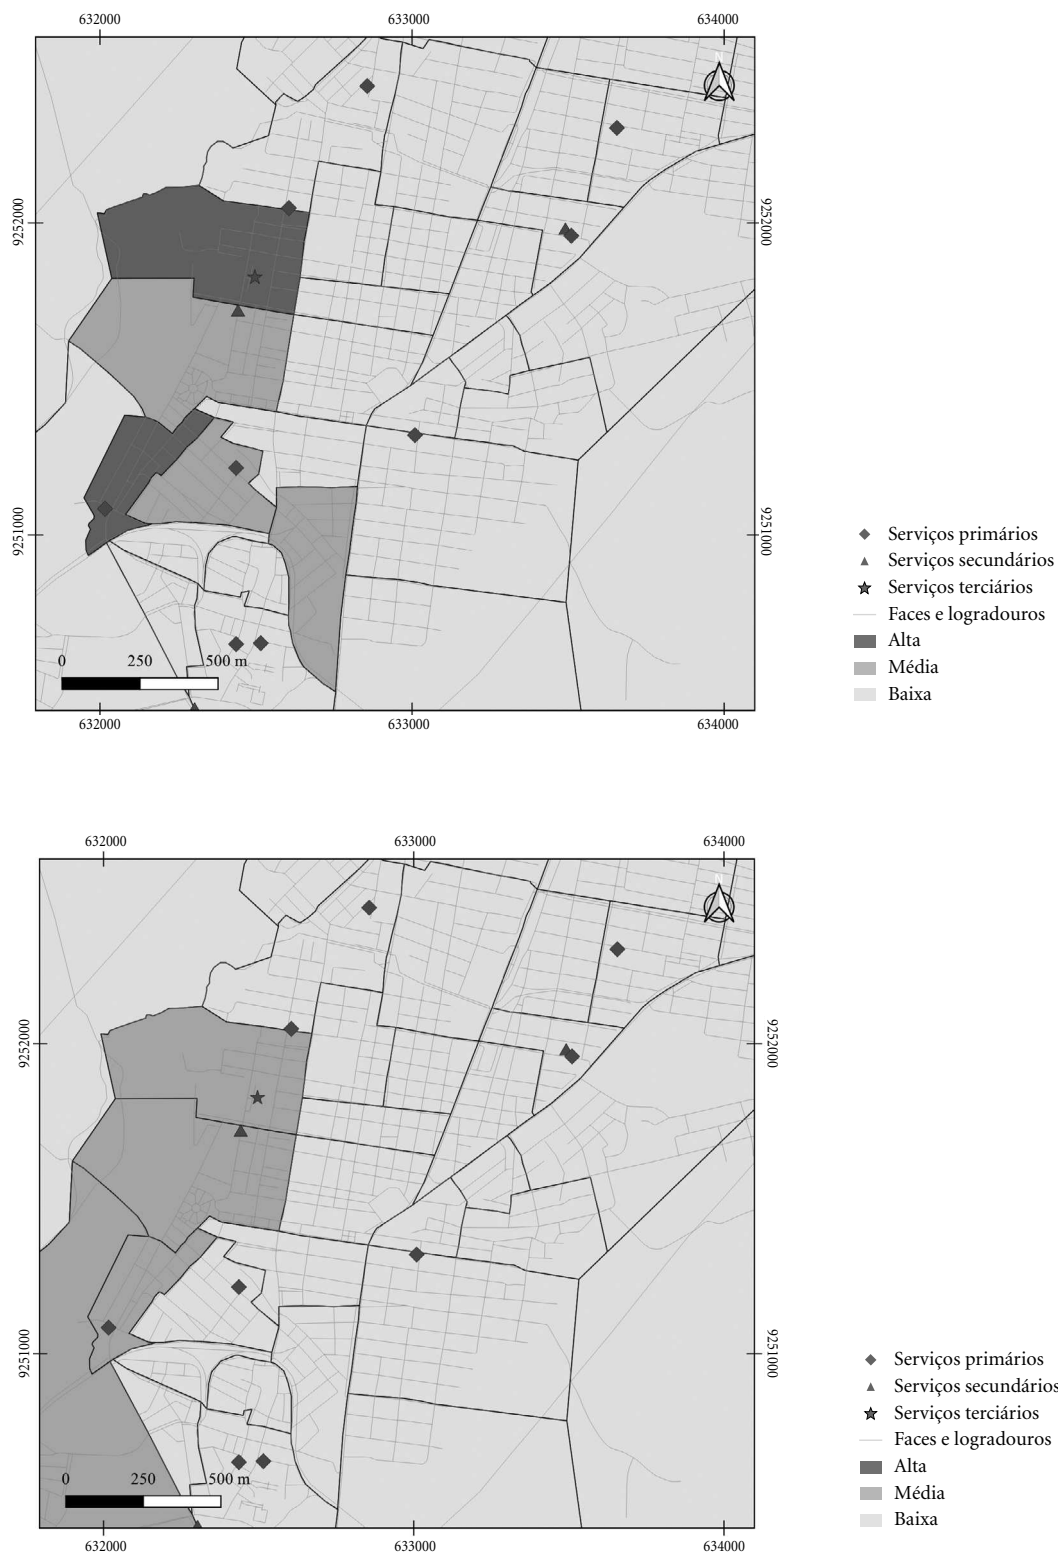 632000
633000
634000
N
9252000
9252000
9251000
9251000
Serviços primários
Serviços secundários
Serviços terciários
Faces e logradouros
Alta
Média
Baixa
0
250
500 m
632000
633000
634000
632000
633000
634000
N
9252000
9252000
9251000
9251000
Serviços primários
Serviços secundários
Serviços terciários
Faces e logradouros
Alta
Média
Baixa
0
250
500 m
632000
633000
634000